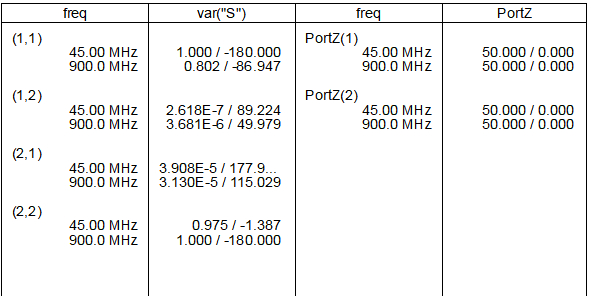 freq var("S") freq PortZ
(1,1) PortZ(1)
45.00 MHz 1.000 / -180.000 45.00 MHz 50.000 / 0.000
900.0 MHz 0.802 / -86.947 900.0 MHz 50.000 / 0.000
(1,2) PortZ(2)
45.00 MHz 2.618E-7 / 89.224 45.00 MHz 50.000 / 0.000
900.0 MHz 3.681E-6 / 49.979 900.0 MHz 50.000 / 0.000
(2,1)
45.00 MHz 3.908E-5 / 177.9...
900.0 MHz 3.130E-5 / 115.029
(2,2)
45.00 MHz 0.975 / -1.387
900.0 MHz 1.000 / -180.000